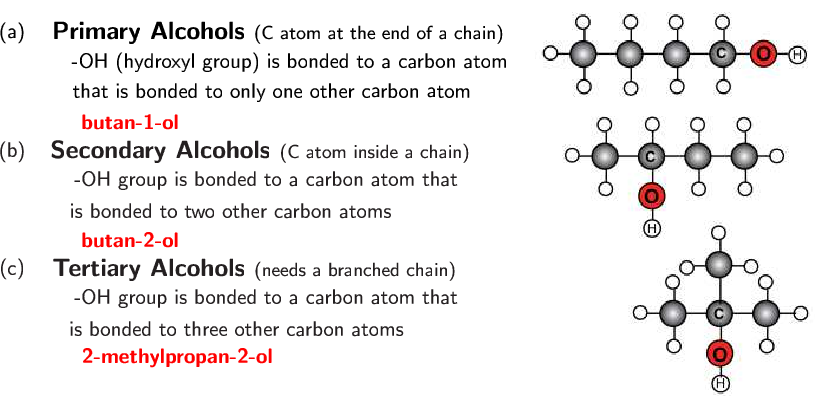 (a) Primary Alcohols (C atom at the end of a chain)
-OH (hydroxyl group) is bonded to a carbon atom
that is bonded to only one other carbon atom
butan-1-ol
C O H
(b) Secondary Alcohols (C atom inside a chain)
-OH group is bonded to a carbon atom that
is bonded to two other carbon atoms
butan-2-ol
C
O
H
(c) Tertiary Alcohols (needs a branched chain)
-OH group is bonded to a carbon atom that
is bonded to three other carbon atoms
2-methylpropan-2-ol
C
O
H